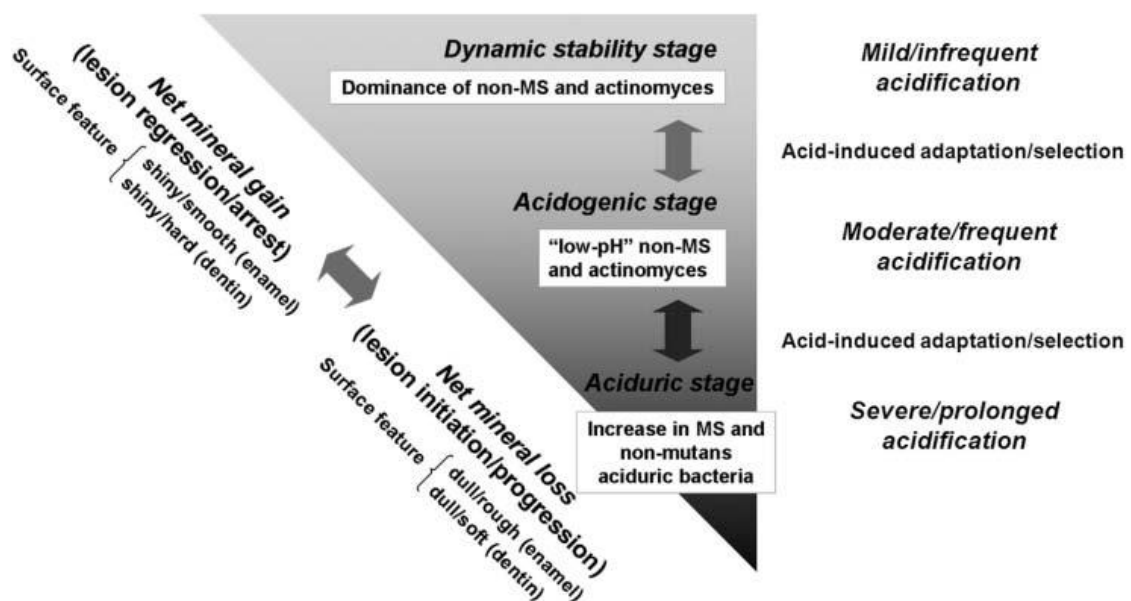 Dynamic stability stage
Dominance of non-MS and actinomyces
Acidogenic stage
“low-pH” non-MS
and actinomyces
Aciduric stage
Increase in MS and
non-mutans
aciduric bacteria
Mild/infrequent
acidification
Acid-induced adaptation/selection
Moderate/frequent
acidification
Acid-induced adaptation/selection
Severe/prolonged
acidification
Net mineral gain
(lesion regression/arrest)
Surface feature
shiny/smooth (enamel)
shiny/hard (dentin)
Net mineral loss
(lesion initiation/progression)
Surface feature
dull/rough (enamel)
dull/soft (dentin)